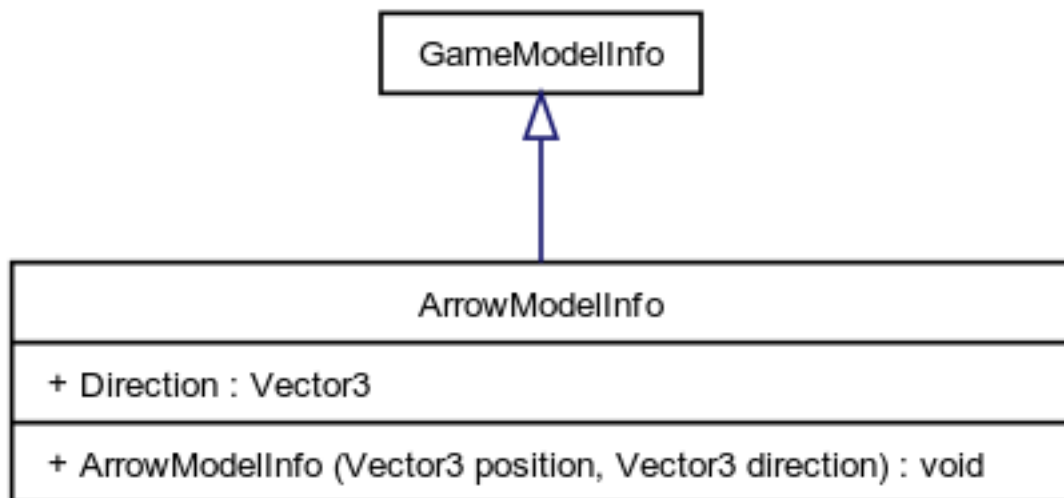 GameModelInfo
ArrowModelInfo
+ Direction : Vector3
+ ArrowModelInfo (Vector3 position, Vector3 direction) : void